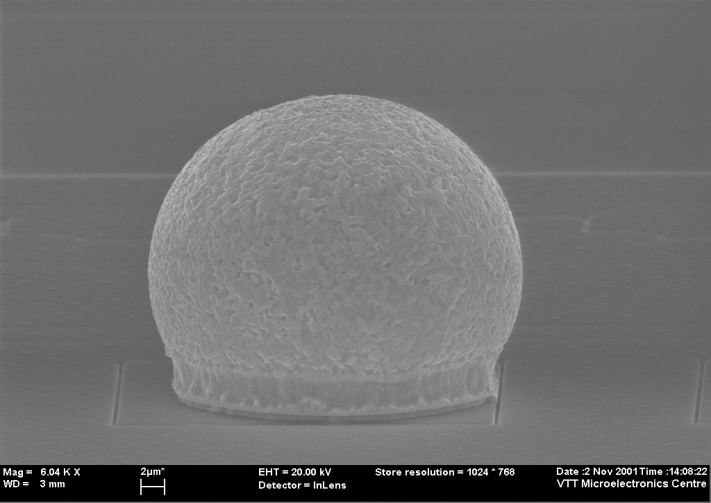 Mag = 6.04 K X 2µm* EHT = 20.00 kV Store resolution = 1024 * 768 Date :2 Nov 2001 Time :14:08:22
WD = 3 mm Detector = InLens VTT Microelectronics Centre